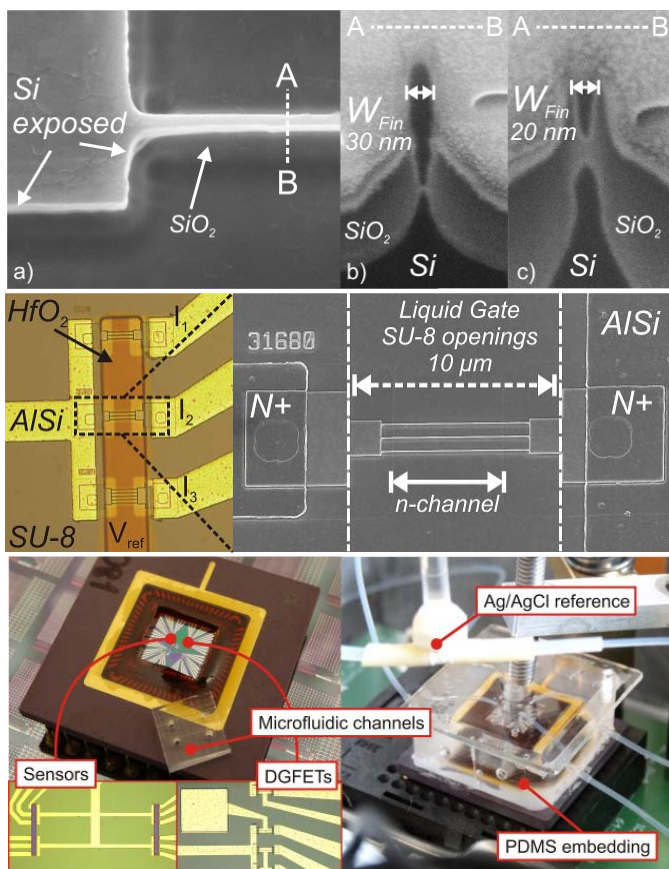 Si
exposed
SiO2
A
B
a)
A
B
WFin
30 nm
SiO2
Si
b)
A
B
WFin
20 nm
SiO2
Si
c)
HfO2
I1
I2
I3
AlSi
SU-8
Vref
31680
N+
Liquid Gate
SU-8 openings
10 µm
n-channel
AlSi
N+
Microfluidic channels
Sensors
DGFETs
Ag/AgCl reference
PDMS embedding